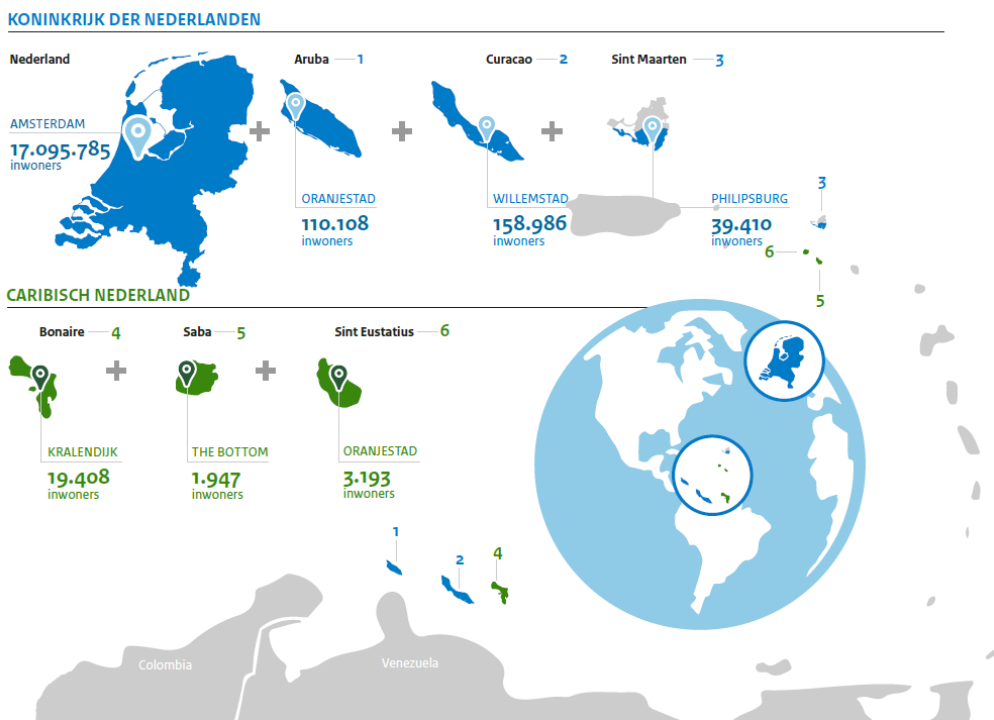 KONINKRIJK DER NEDERLANDEN
Nederland
Aruba 1
Curacao 2
Sint Maarten 3
AMSTERDAM
17.095.785
inwoners
ORANJESTAD
110.108
inwoners
WILLEMSTAD
158.986
inwoners
PHILIPSBURG
39.410
inwoners
3
6
5
CARIBISCH NEDERLAND
Bonaire 4
Saba 5
Sint Eustatius 6
KRALENDIJK
19.408
inwoners
THE BOTTOM
1.947
inwoners
ORANJESTAD
3.193
inwoners
1
2
4
Colombia
Venezuela